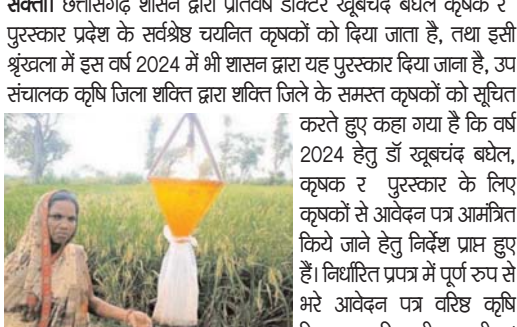 सक्ती। छत्तीसगढ़ शासन द्वारा प्रतिवर्ष डॉक्टर खूबचंद बघेल कृषक र
पुरस्कार प्रदेश के सर्वश्रेष्ठ चयनित कृषकों को दिया जाता है, तथा इसी
श्रृंखला में इस वर्ष 2024 में भी शासन द्वारा यह पुरस्कार दिया जाना है, उप
संचालक कृषि जिला शक्ति द्वारा शक्ति जिले के समस्त कृषकों को सूचित
करते हुए कहा गया है कि वर्ष
2024 हेतु डॉ खूबचंद बघेल,
कृषक र पुरस्कार के लिए
कृषकों से आवेदन पत्र आमंत्रित
किये जाने हेतु निर्देश प्राप्त हुए
हैं। निर्धारित प्रपत्र में पूर्ण रुप से
भरे आवेदन पत्र वरिष्ठ कृषि